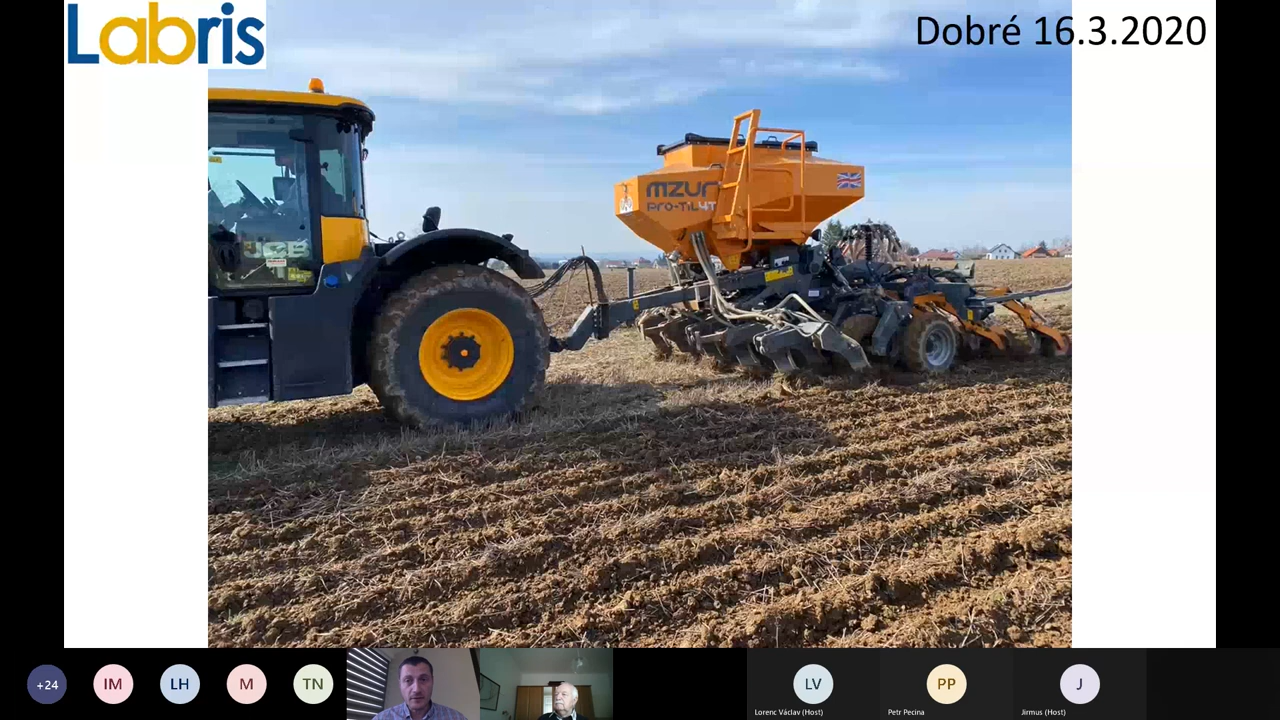 Labris
Dobré 16.3.2020
MZURI
PRO-TIL4T
JCB
+24
IM
LH
M
TN
LV
PP
J
Lorenc Václav (Host)
Petr Pecina
Jirmus (Host)